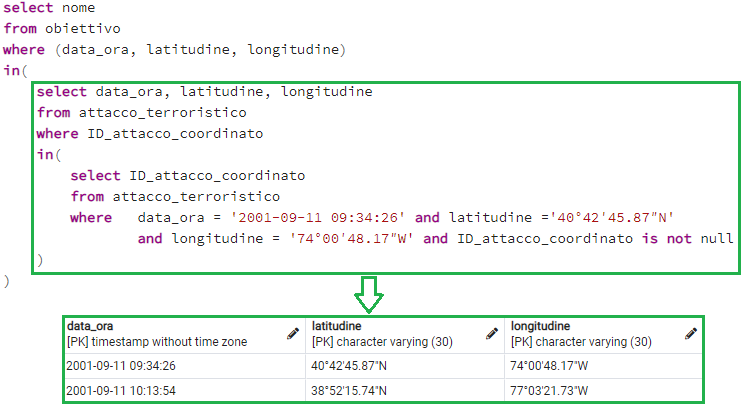 select nome
from obiettivo
where (data_ora, latitudine, longitudine)
in(
select data_ora, latitudine, longitudine
from attacco_terroristico
where ID_attacco_coordinato
in(
select ID_attacco_coordinato
from attacco_terroristico
where data_ora = '2001-09-11 09:34:26' and latitudine ='40°42'45.87"N'
and longitudine = '74°00'48.17"W' and ID_attacco_coordinato is not null
)
)
data_ora latitudine longitudine
[PK] timestamp without time zone [PK] character varying (30) [PK] character varying (30)
2001-09-11 09:34:26 40°42'45.87"N 74°00'48.17"W
2001-09-11 10:13:54 38°52'15.74"N 77°03'21.73"W